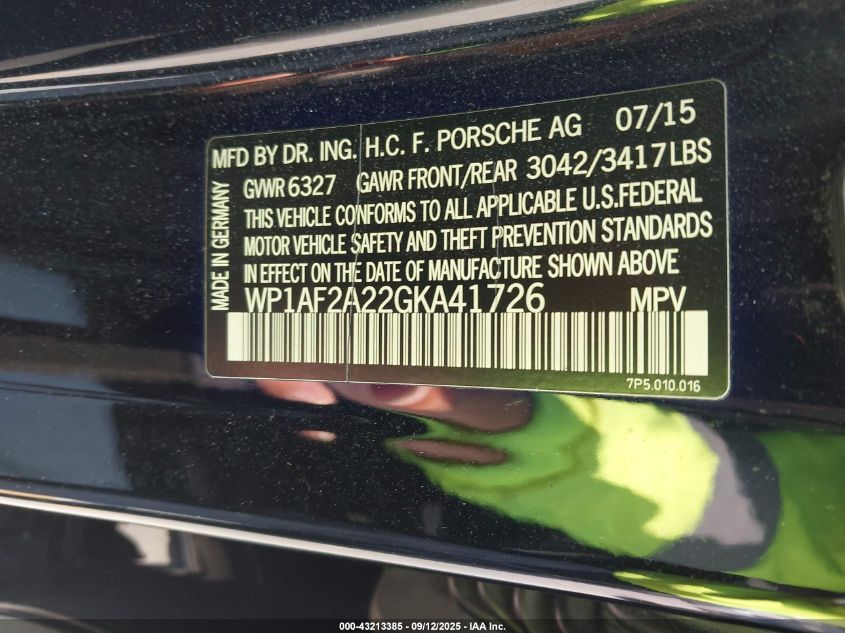 MFD BY DR. ING. H.C. F. PORSCHE AG 07/15
GVWR 6327 GAWR FRONT/REAR 3042/3417LBS
THIS VEHICLE CONFORMS TO ALL APPLICABLE U.S.FEDERAL
MOTOR VEHICLE SAFETY AND THEFT PREVENTION STANDARDS
IN EFFECT ON THE DATE OF MANUFACTURE SHOWN ABOVE
WP1AF2A22GKA41726 MPV
7P5.010.016
MADE IN GERMANY
000-43213385 - 09/12/2025 - IAA Inc.